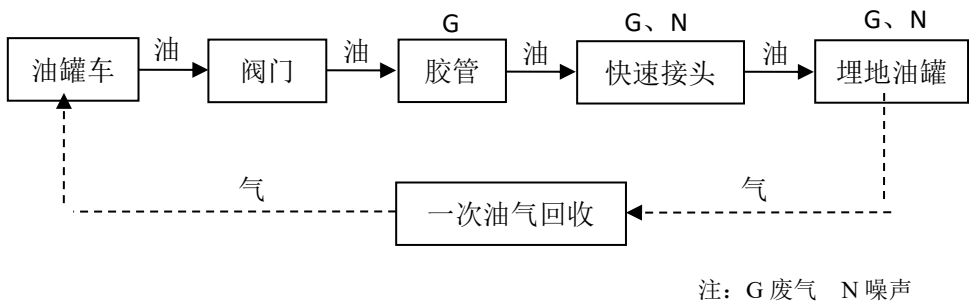 G
G、N
G、N
油罐车
油
阀门
油
胶管
油
快速接头
油
埋地油罐
气
一次油气回收
气
注：G 废气 N 噪声